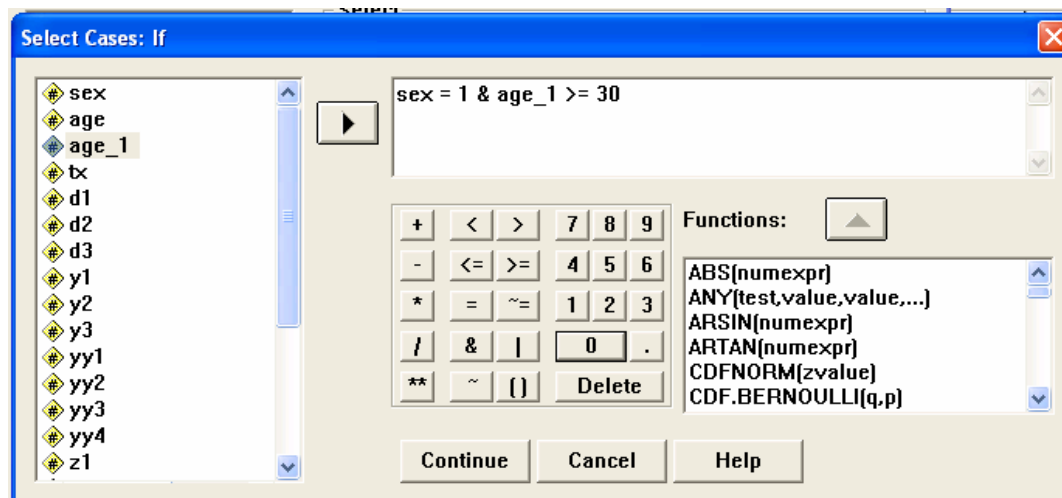 Select
Select Cases: If
sex
age
age_1
tx
d1
d2
d3
y1
y2
y3
yy1
yy2
yy3
yy4
z1
sex = 1 & age_1 >= 30
+ < > 7 8 9
- <= >= 4 5 6
* = ~= 1 2 3
/ & | 0 .
** ~ () Delete
Functions:
ABS(numexpr)
ANY(test,value,value,...)
ARSIN(numexpr)
ARTAN(numexpr)
CDFNORM(zvalue)
CDF.BERNOULLI(q,p)
Continue Cancel Help